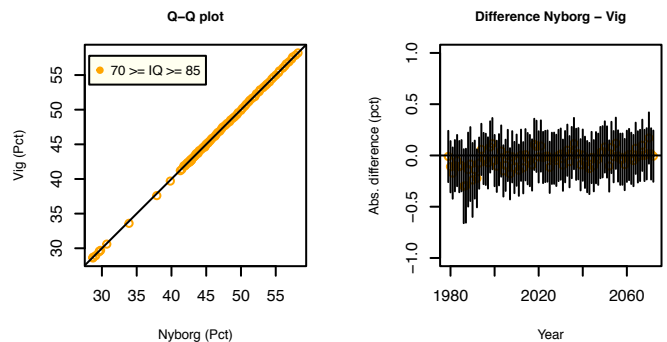 Q–Q plot
Difference Nyborg − Vig
70 >= IQ >= 85
Vig (Pct)
30 35 40 45 50 55
30 35 40 45 50 55
Nyborg (Pct)
Abs. difference (pct)
−1.0 −0.5 0.0 0.5 1.0
1980 2020 2060
Year